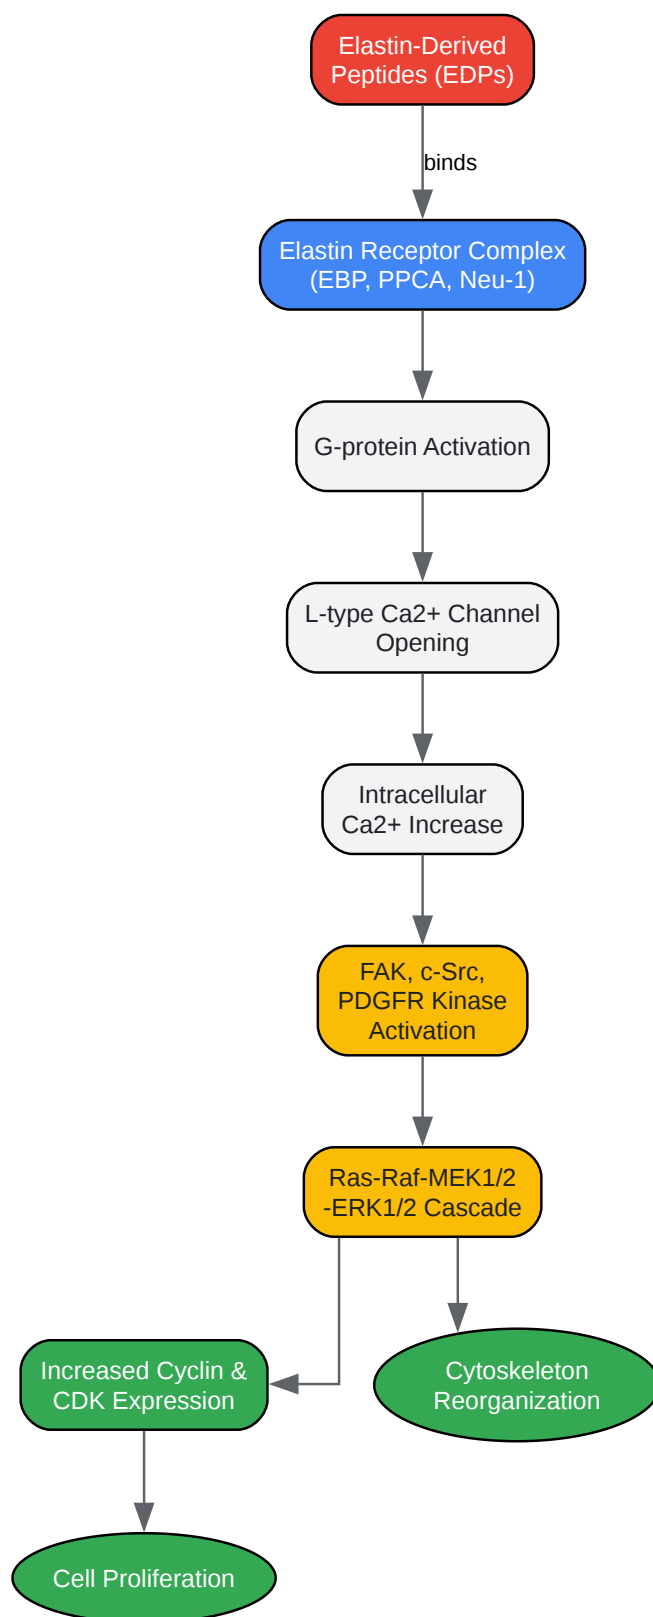 Elastin-Derived
Peptides (EDPs)
binds
Elastin Receptor Complex
(EBP, PPCA, Neu-1)
G-protein Activation
L-type Ca2+ Channel
Opening
Intracellular
Ca2+ Increase
FAK, c-Src,
PDGFR Kinase
Activation
Ras-Raf-MEK1/2
-ERK1/2 Cascade
Increased Cyclin &
CDK Expression
Cytoskeleton
Reorganization
Cell Proliferation